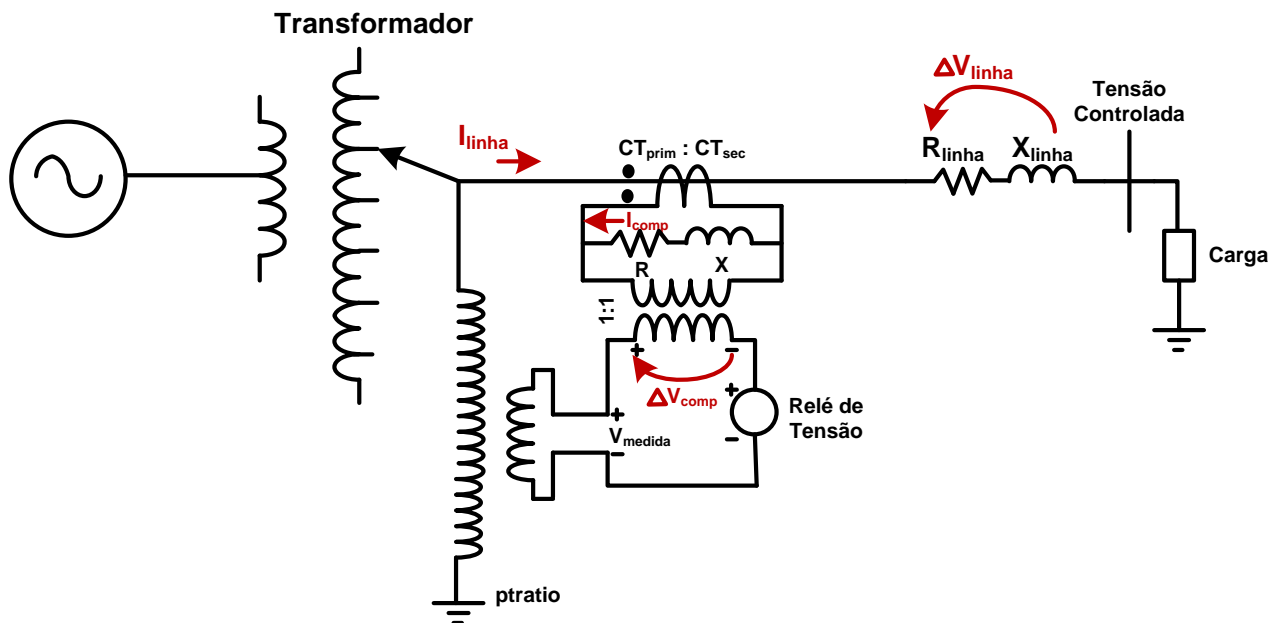 Transformador
ΔVlinha
Tensão
Controlada
Ilinha
CTprim : CTsec
Rlinha
Xlinha
Icomp
R
X
Carga
1:1
+
−
ΔVcomp
+
−
Relé de
Tensão
+
Vmedida
−
ptratio